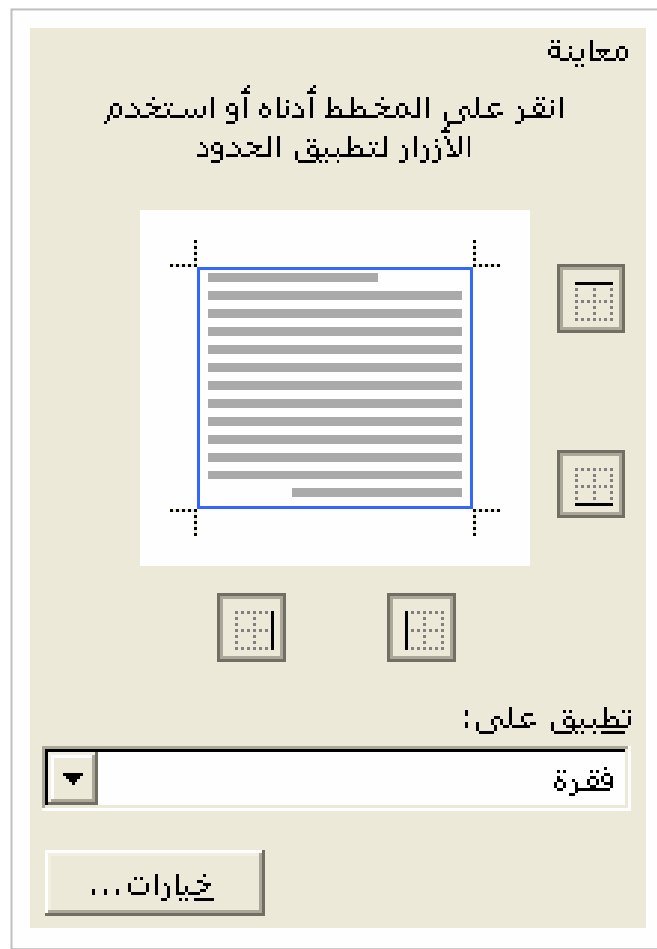 معاينة
انقر على المخطط أدناه أو استخدم
الأزرار لتطبيق الحدود
تطبيق على:
فقرة
خيارات...